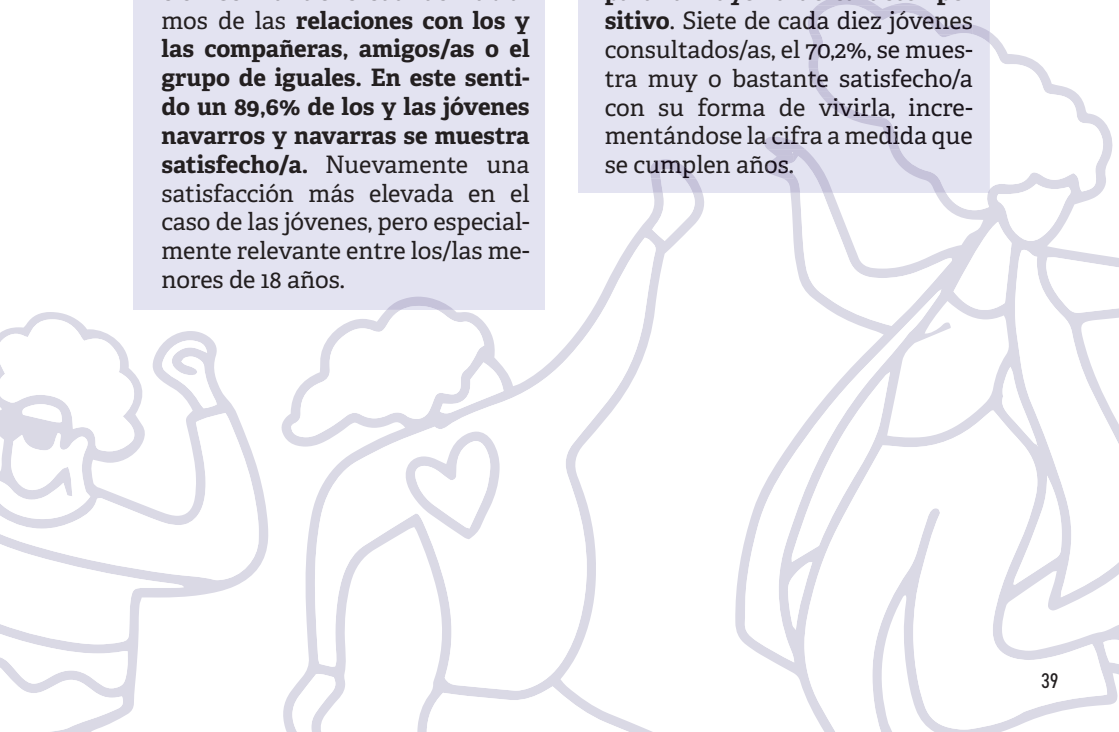 mos de las relaciones con los y
las compañeras, amigos/as o el
grupo de iguales. En este senti-
do un 89,6% de los y las jóvenes
navarros y navarras se muestra
satisfecho/a. Nuevamente una
satisfacción más elevada en el
caso de las jóvenes, pero especial-
mente relevante entre los/las me-
nores de 18 años.
sitivo. Siete de cada diez jóvenes
consultados/as, el 70,2%, se mues-
tra muy o bastante satisfecho/a
con su forma de vivirla, incre-
mentándose la cifra a medida que
se cumplen años.
39